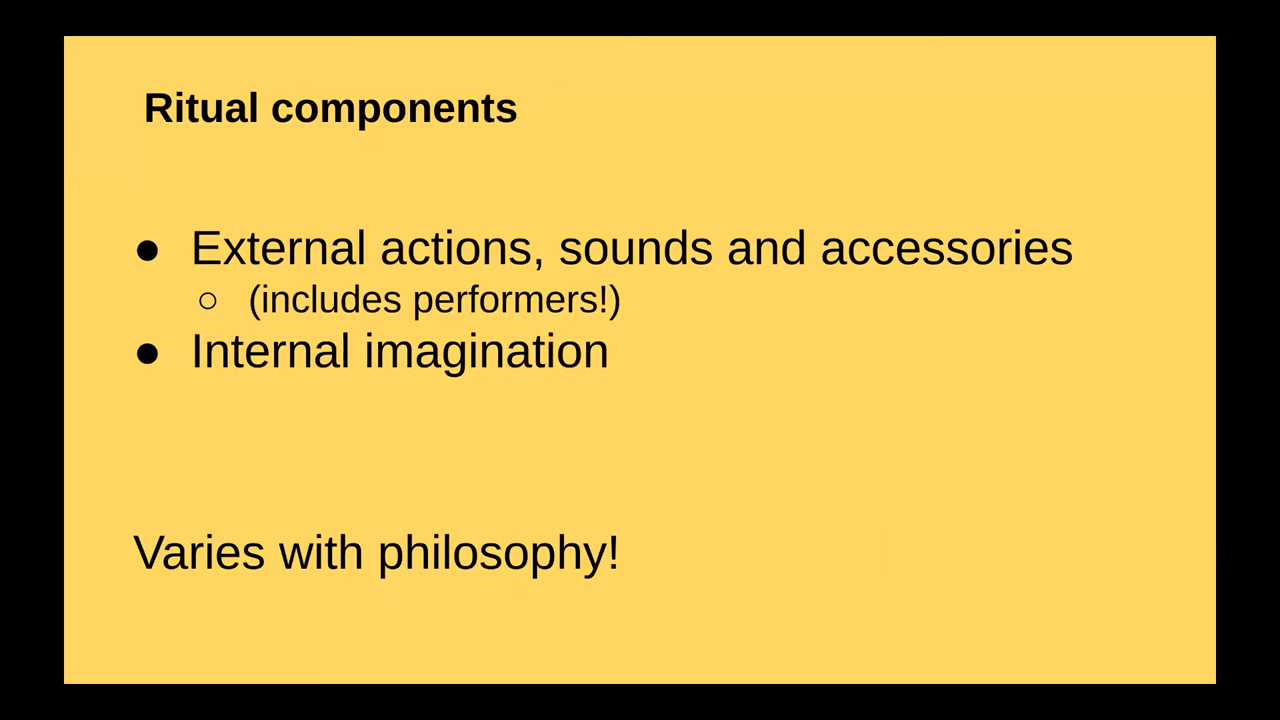 Ritual components
● External actions, sounds and accessories
○ (includes performers!)
● Internal imagination
Varies with philosophy!